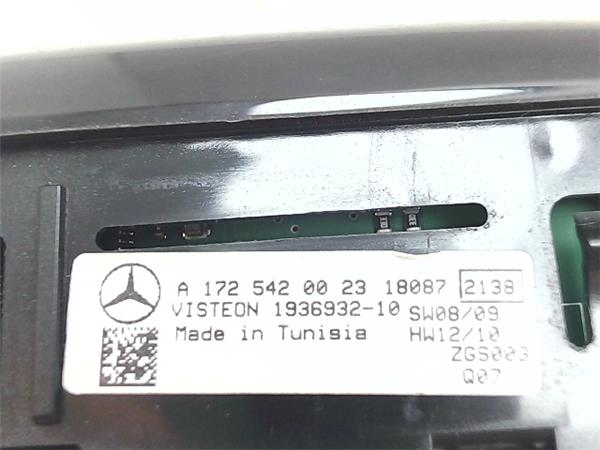 A 172 542 00 23 18087 2138
VISTEON 1936932-10 SW08/09
Made in Tunisia HW12/10
ZGS003
Q07